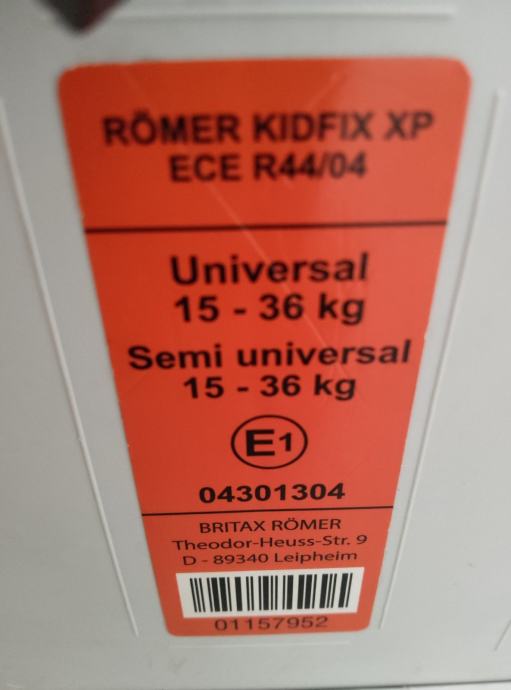 RÖMER KIDFIX XP
ECE R44/04
Universal
15 - 36 kg
Semi universal
15 - 36 kg
E1
04301304
BRITAX RÖMER
Theodor-Heuss-Str. 9
D - 89340 Leipheim
01157952